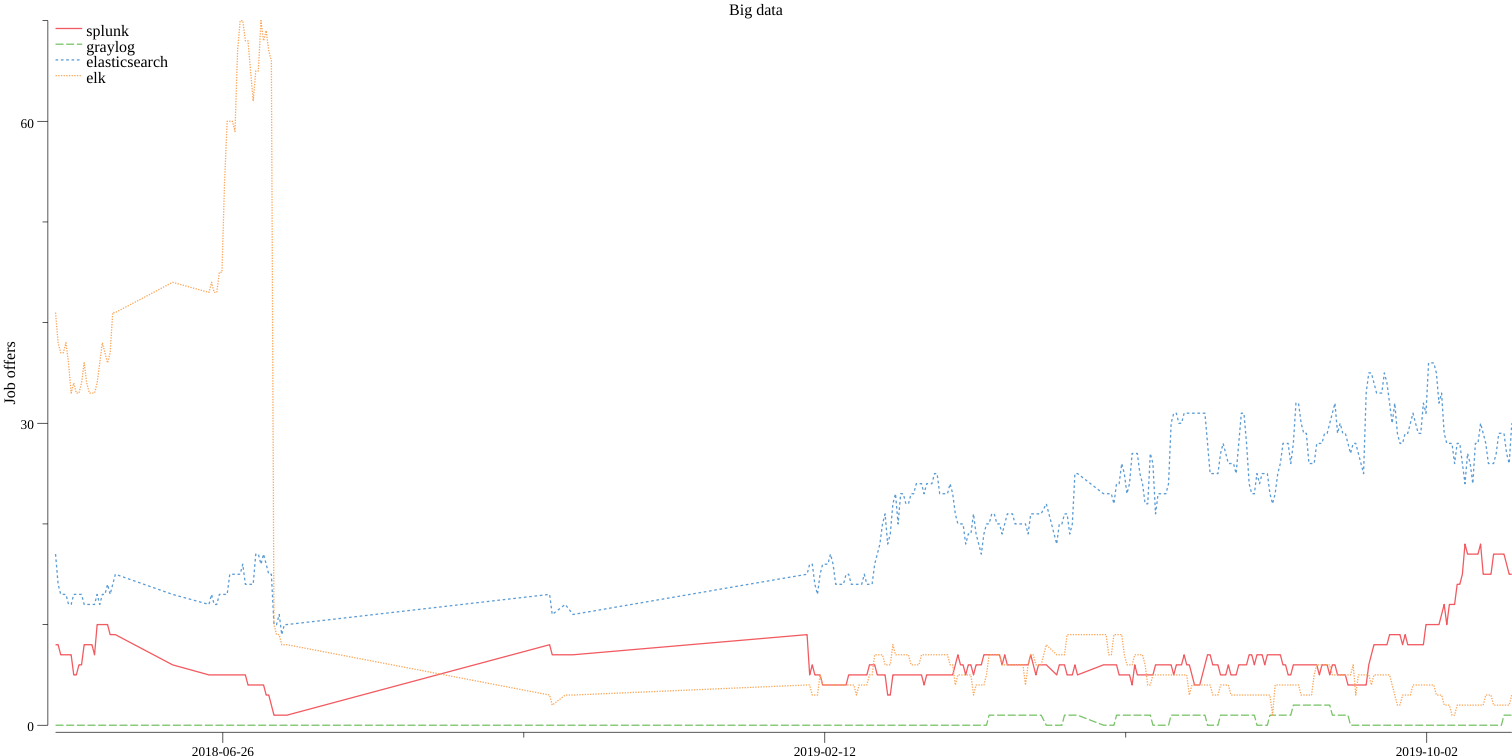 Big data
splunk
graylog
elasticsearch
elk
60
30
0
Job offers
2018-06-26
2019-02-12
2019-10-02